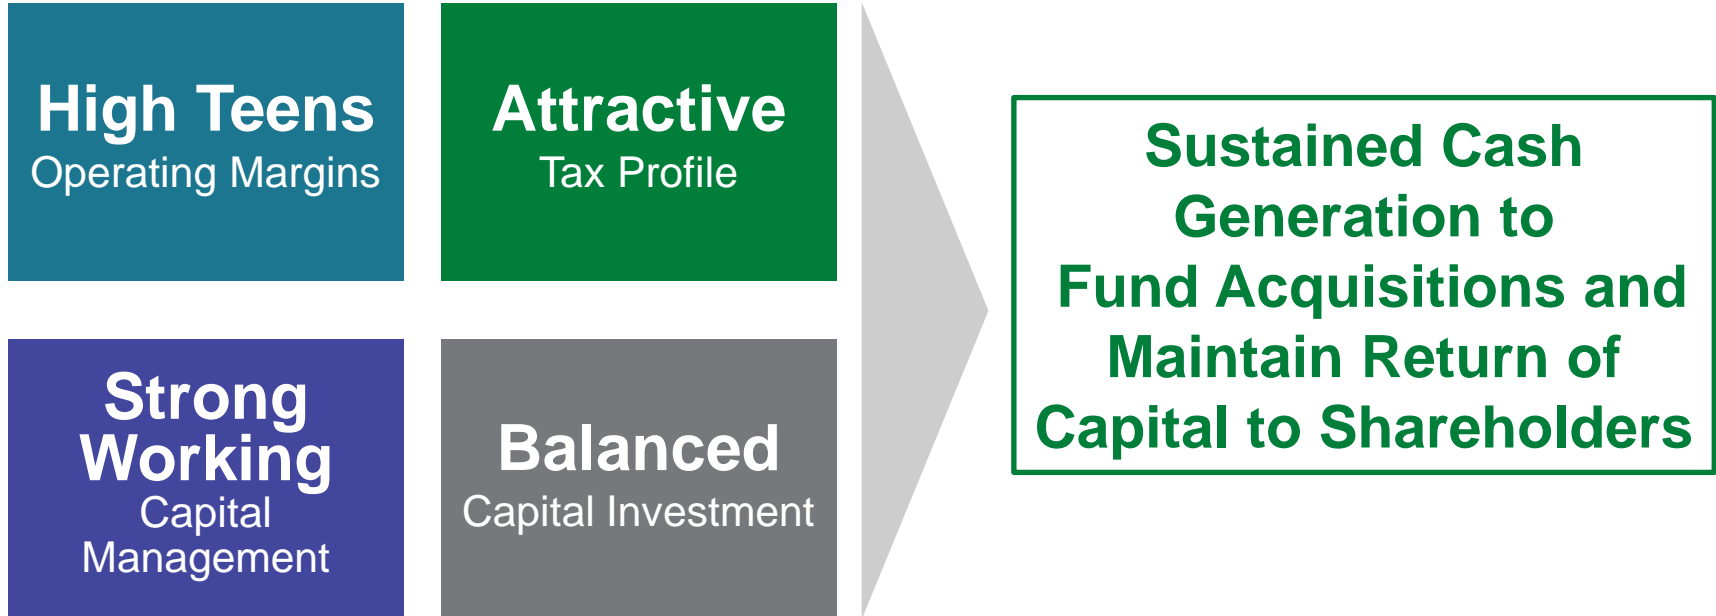 High Teens
Operating Margins
Attractive
Tax Profile
Strong
Working
Capital
Management
Balanced
Capital Investment
Sustained Cash
Generation to
Fund Acquisitions and
Maintain Return of
Capital to Shareholders